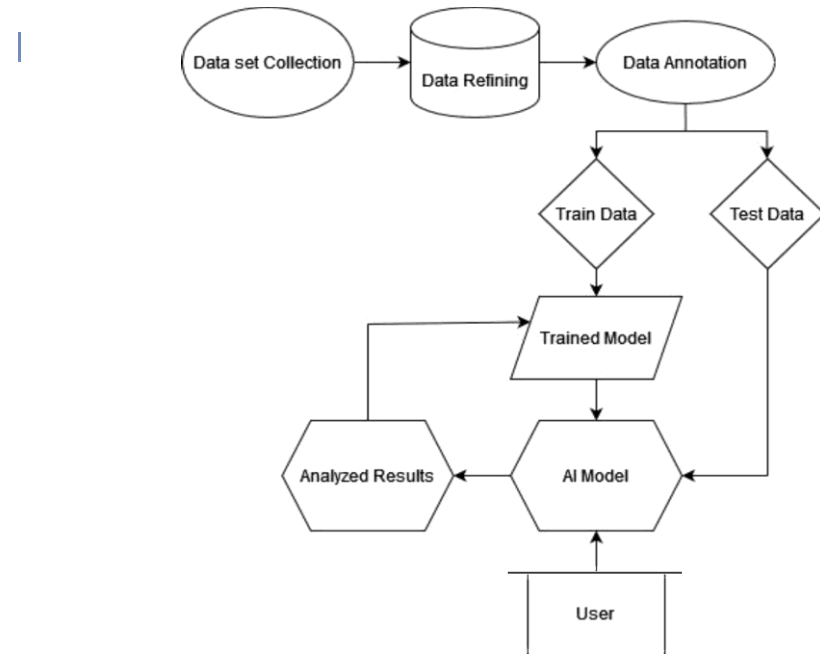 Data set Collection
Data Refining
Data Annotation
Train Data
Test Data
Trained Model
Analyzed Results
AI Model
User